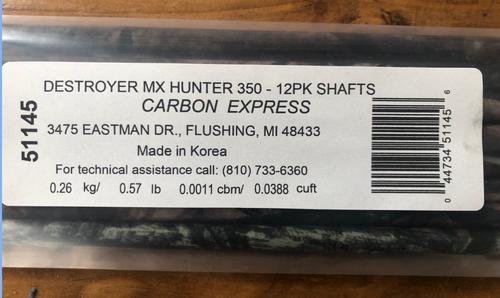 51145
DESTROYER MX HUNTER 350 - 12PK SHAFTS
CARBON EXPRESS
3475 EASTMAN DR., FLUSHING, MI 48433
Made in Korea
For technical assistance call: (810) 733-6360
0.26 kg/ 0.57 lb 0.0011 cbm/ 0.0388 cuft
0 44734 51145 6